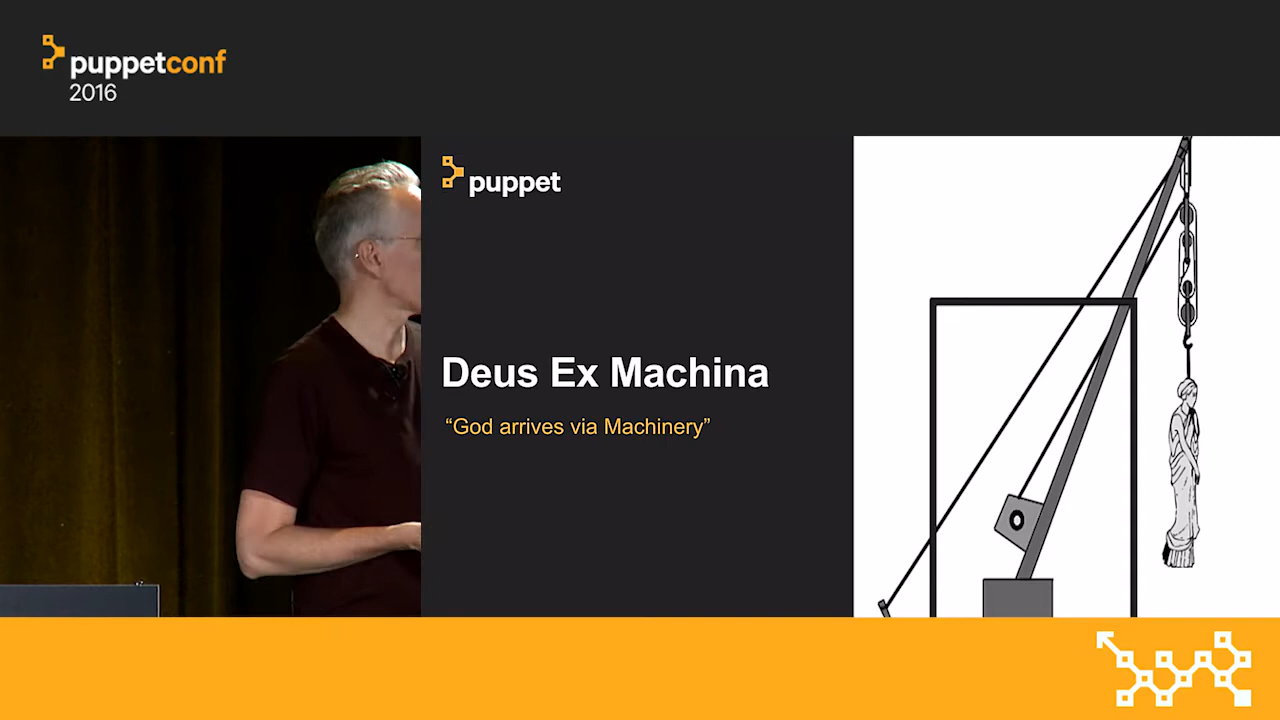 puppetconf
2016
puppet
Deus Ex Machina
“God arrives via Machinery”